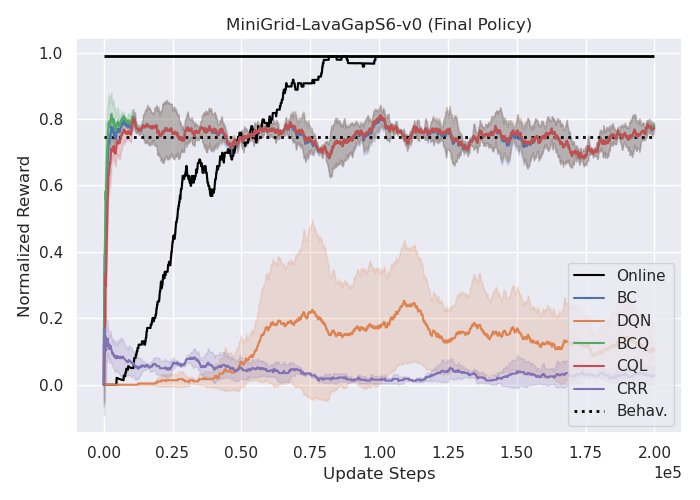 MiniGrid-LavaGapS6-v0 (Final Policy)
Normalized Reward
1.0
0.8
0.6
0.4
0.2
0.0
Online
BC
DQN
BCQ
CQL
CRR
Behav.
0.00 0.25 0.50 0.75 1.00 1.25 1.50 1.75 2.00
1e5
Update Steps